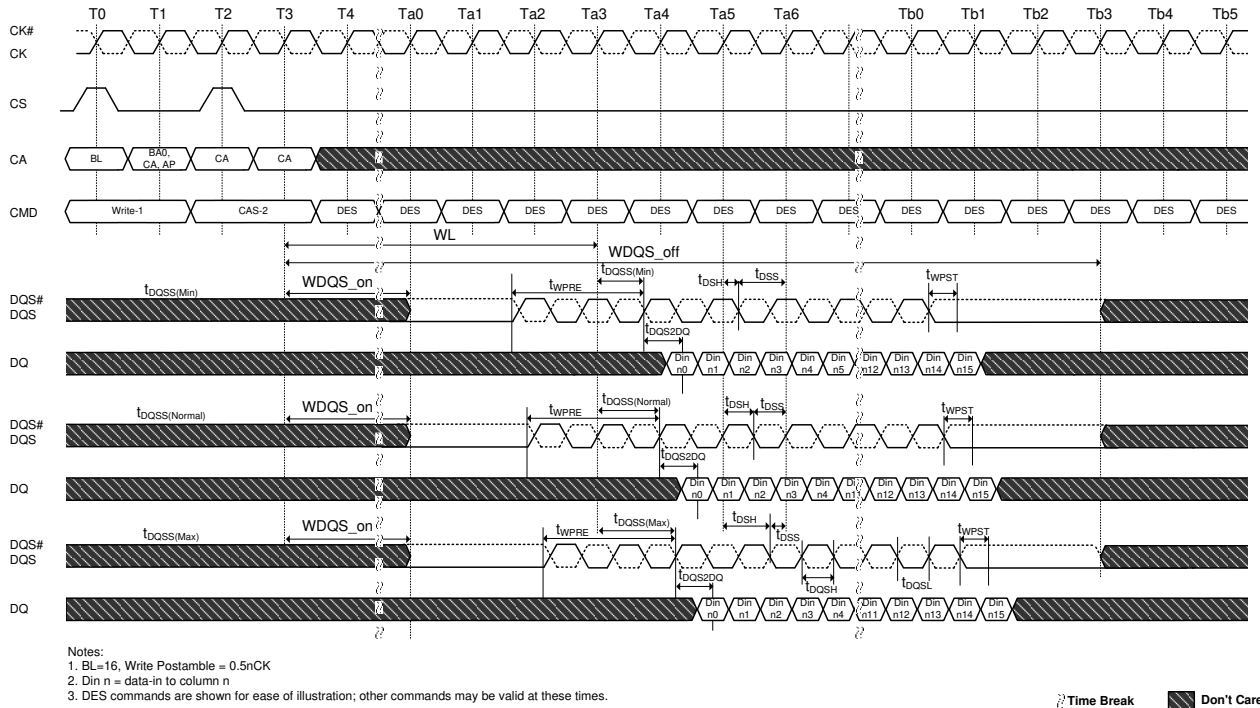 T0 T1 T2 T3 T4 Ta0 Ta1 Ta2 Ta3 Ta4 Ta5 Ta6 Tb0 Tb1 Tb2 Tb3 Tb4 Tb5
CK#
CK
CS
CA BL BA0, CA, AP CA CA
CMD Write-1 CAS-2 DES DES DES DES DES DES DES DES DES DES DES DES DES DES DES
WL
WDQS_off
WDQS_on tDQSS(Min) tDSH tDSS tWPST
tDQSS(Min) tWPRE
DQS#
DQS
tDQS2DQ
DQ Din n0 Din n1 Din n2 Din n3 Din n4 Din n5 Din n12 Din n13 Din n14 Din n15
WDQS_on tDQSS(Normal) tDSH tDSS tWPST
tDQSS(Normal) tWPRE
DQS#
DQS
tDQS2DQ
DQ Din n0 Din n1 Din n2 Din n3 Din n4 Din Din n12 Din n13 Din n14 Din n15
WDQS_on tDQSS(Max) tDSH tWPST
tDQSS(Max) tWPRE tDSS
DQS#
DQS
tDQS2DQ tDQSH tDQSL
DQ Din n0 Din n1 Din n2 Din n3 Din n4 Din n11 Din n12 Din n13 Din n14 Din n15
Notes:
1. BL=16, Write Postamble = 0.5nCK
2. Din n = data-in to column n
3. DES commands are shown for ease of illustration; other commands may be valid at these times.
Time Break Don't Care